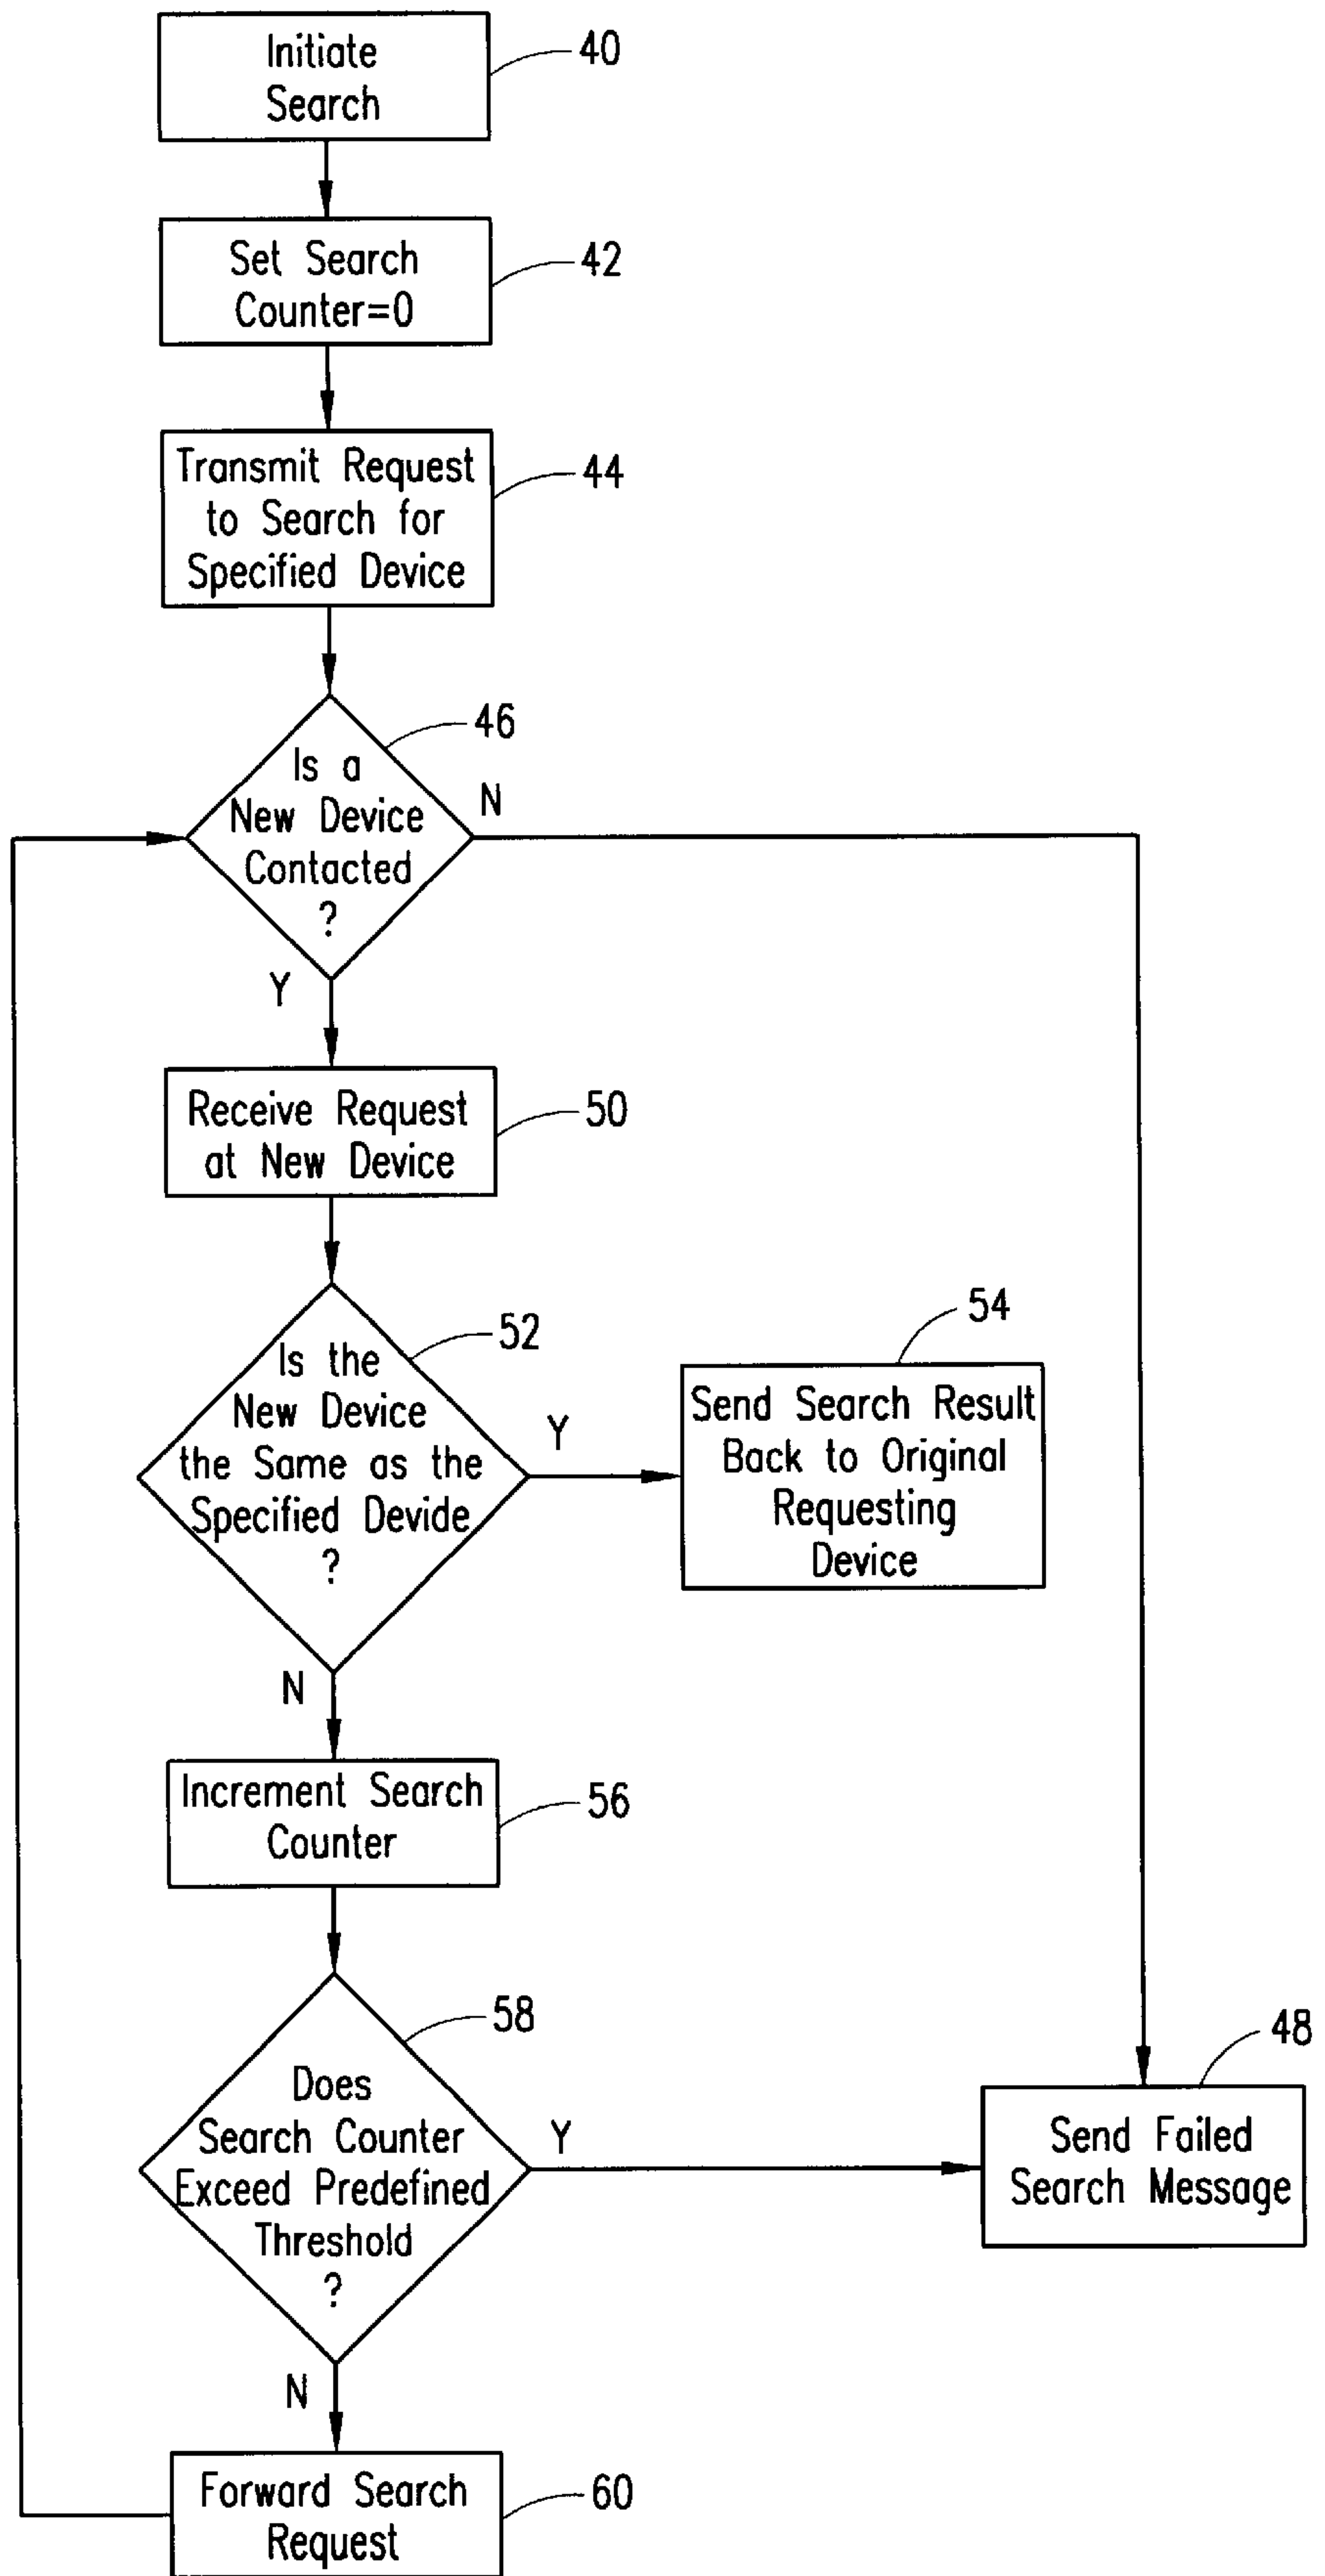 Initiate
Search
40
Set Search
Counter=0
42
Transmit Request
to Search for
Specified Device
44
46
Is a
New Device
Contacted
?
N
Y
Receive Request
at New Device
50
52
Is the
New Device
the Same as the
Specified Devide
?
Y
54
Send Search Result
Back to Original
Requesting
Device
N
Increment Search
Counter
56
58
Does
Search Counter
Exceed Predefined
Threshold
?
Y
48
Send Failed
Search Message
N
Forward Search
Request
60